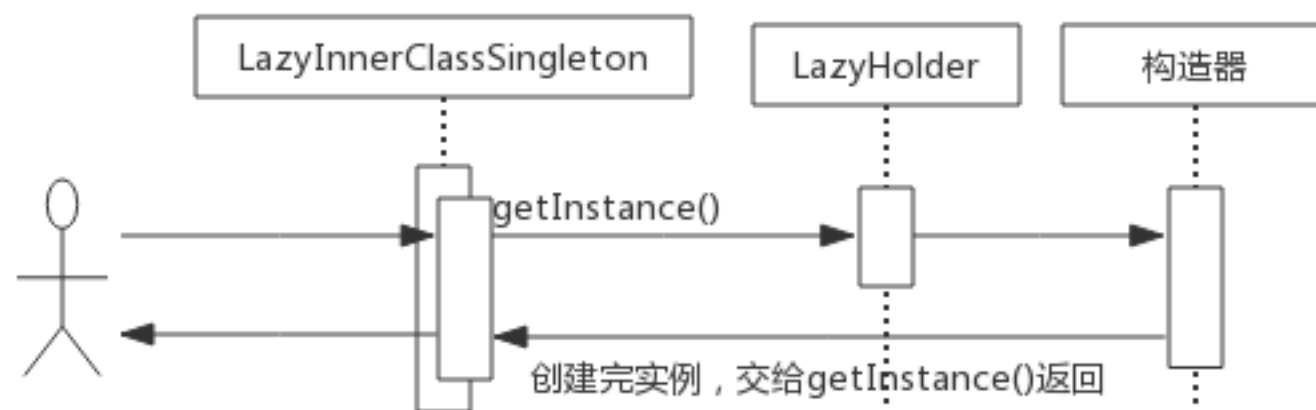 LazyInnerClassSingleton
LazyHolder
构造器
getInstance()
创建完实例，交给getInstance()返回